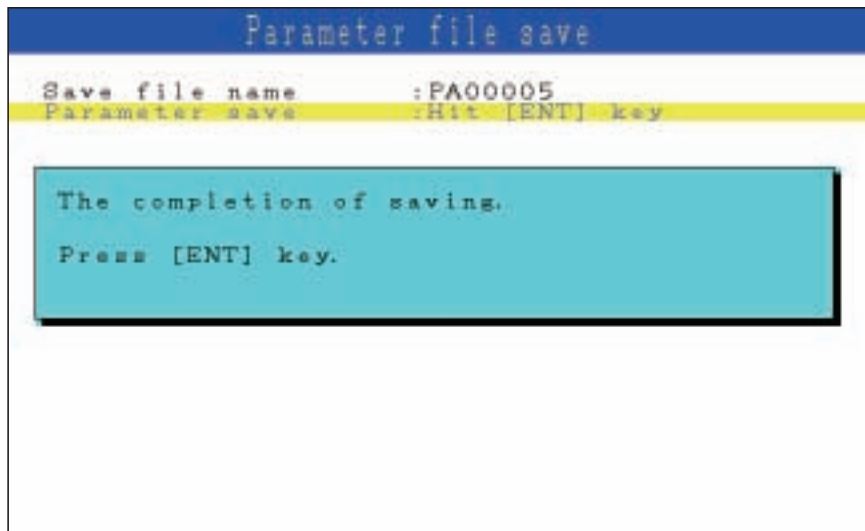 Parameter file save
Save file name :PA00005
Parameter save :Hit [ENT] key
The completion of saving.
Press [ENT] key.